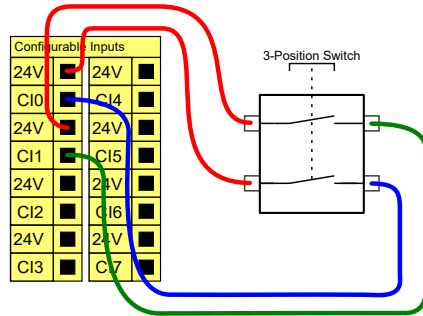 Configurable Inputs
3-Position Switch
24V 24V
CI0 CI4
24V 24V
CI1 CI5
24V 24V
CI2 CI6
24V 24V
CI3 CI7